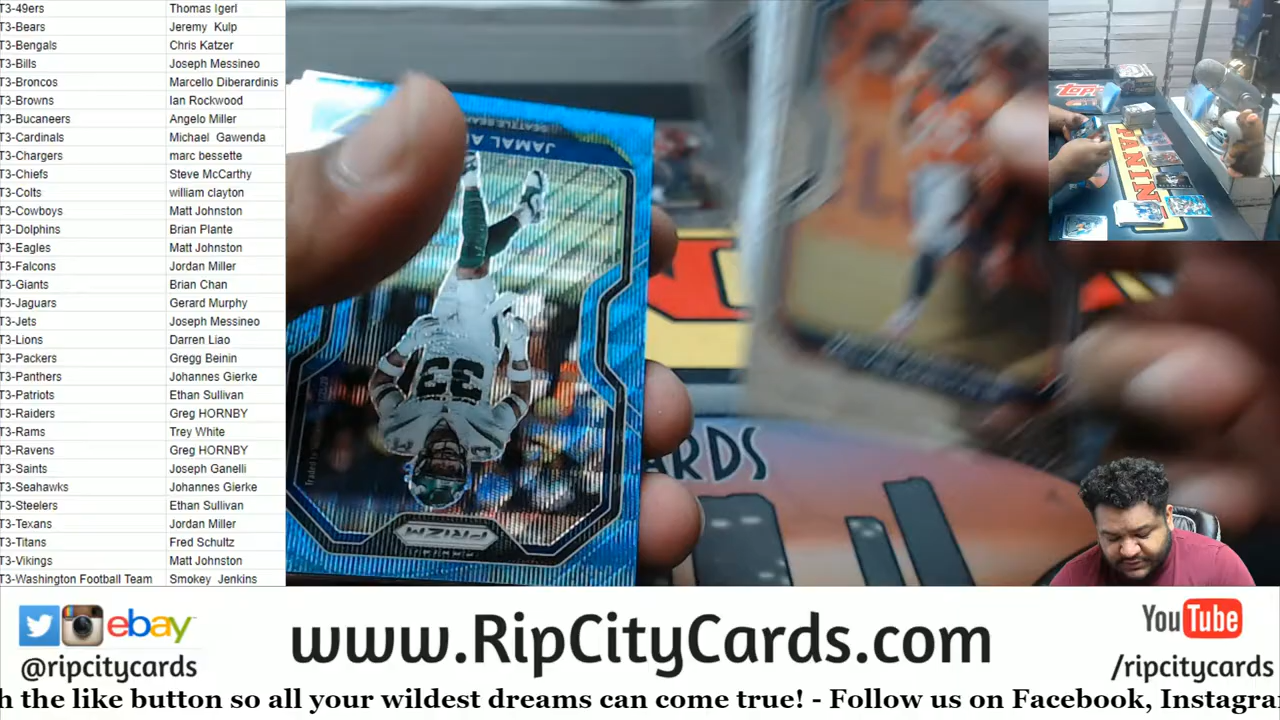 T3-49ers Thomas Igerl
T3-Bears Jeremy Kulp
T3-Bengals Chris Katzer
T3-Bills Joseph Messineo
T3-Broncos Marcello Diberardinis
T3-Browns Ian Rockwood
T3-Bucaneers Angelo Miller
T3-Cardinals Michael Gawenda
T3-Chargers marc bessette
T3-Chiefs Steve McCarthy
T3-Colts william clayton
T3-Cowboys Matt Johnston
T3-Dolphins Brian Plante
T3-Eagles Matt Johnston
T3-Falcons Jordan Miller
T3-Giants Brian Chan
T3-Jaguars Gerard Murphy
T3-Jets Joseph Messineo
T3-Lions Darren Liao
T3-Packers Gregg Beinin
T3-Panthers Johannes Gierke
T3-Patriots Ethan Sullivan
T3-Raiders Greg HORNBY
T3-Rams Trey White
T3-Ravens Greg HORNBY
T3-Saints Joseph Ganelli
T3-Seahawks Johannes Gierke
T3-Steelers Ethan Sullivan
T3-Texans Jordan Miller
T3-Titans Fred Schultz
T3-Vikings Matt Johnston
T3-Washington Football Team Smokey Jenkins
JAMAL A
33
PRIZM
ARDS
PANINI
ebay
@ripcitycards
www.RipCityCards.com
YouTube
/ripcitycards
h the like button so all your wildest dreams can come true! - Follow us on Facebook, Instagra